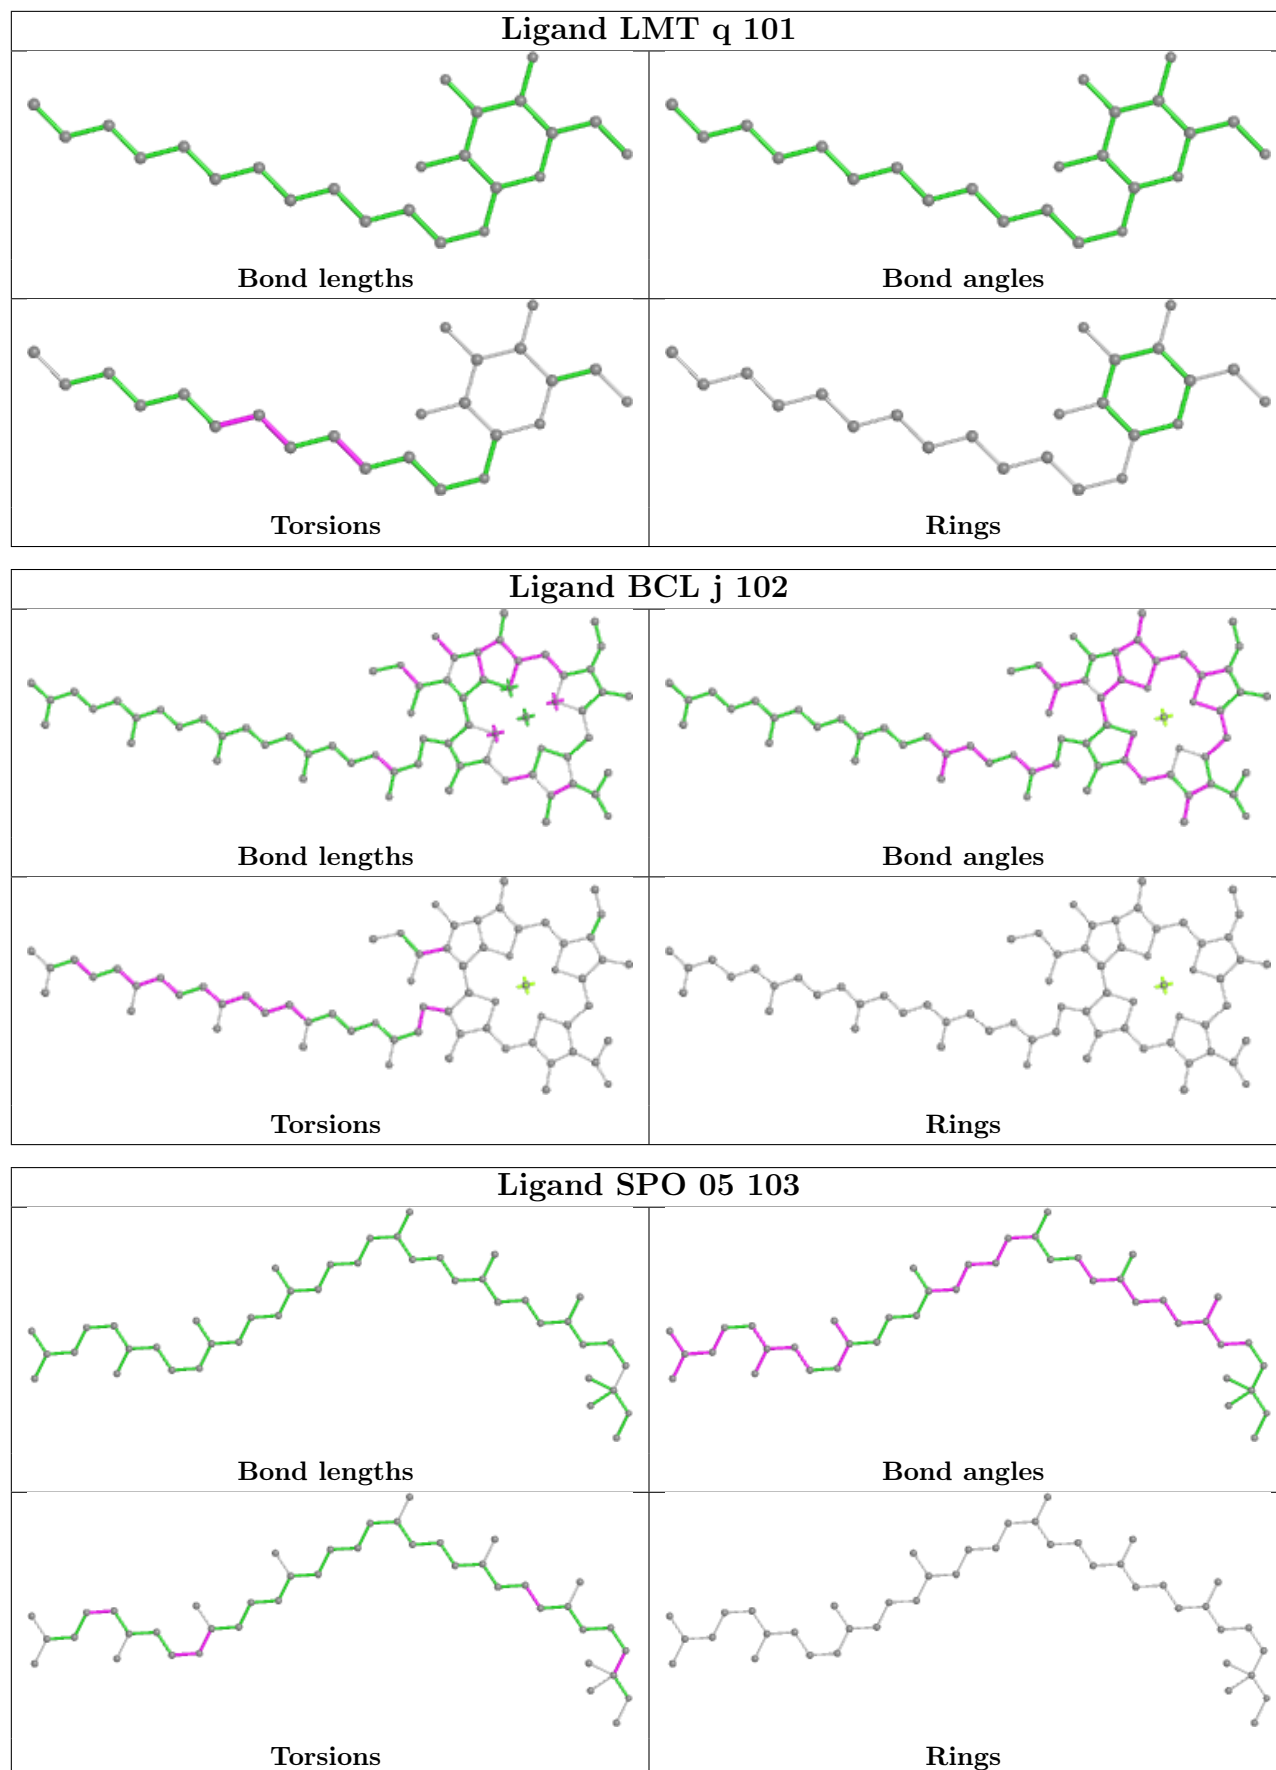 Ligand LMT q 101
Bond lengths
Bond angles
Torsions
Rings
Ligand BCL j 102
Bond lengths
Bond angles
Torsions
Rings
Ligand SPO 05 103
Bond lengths
Bond angles
Torsions
Rings